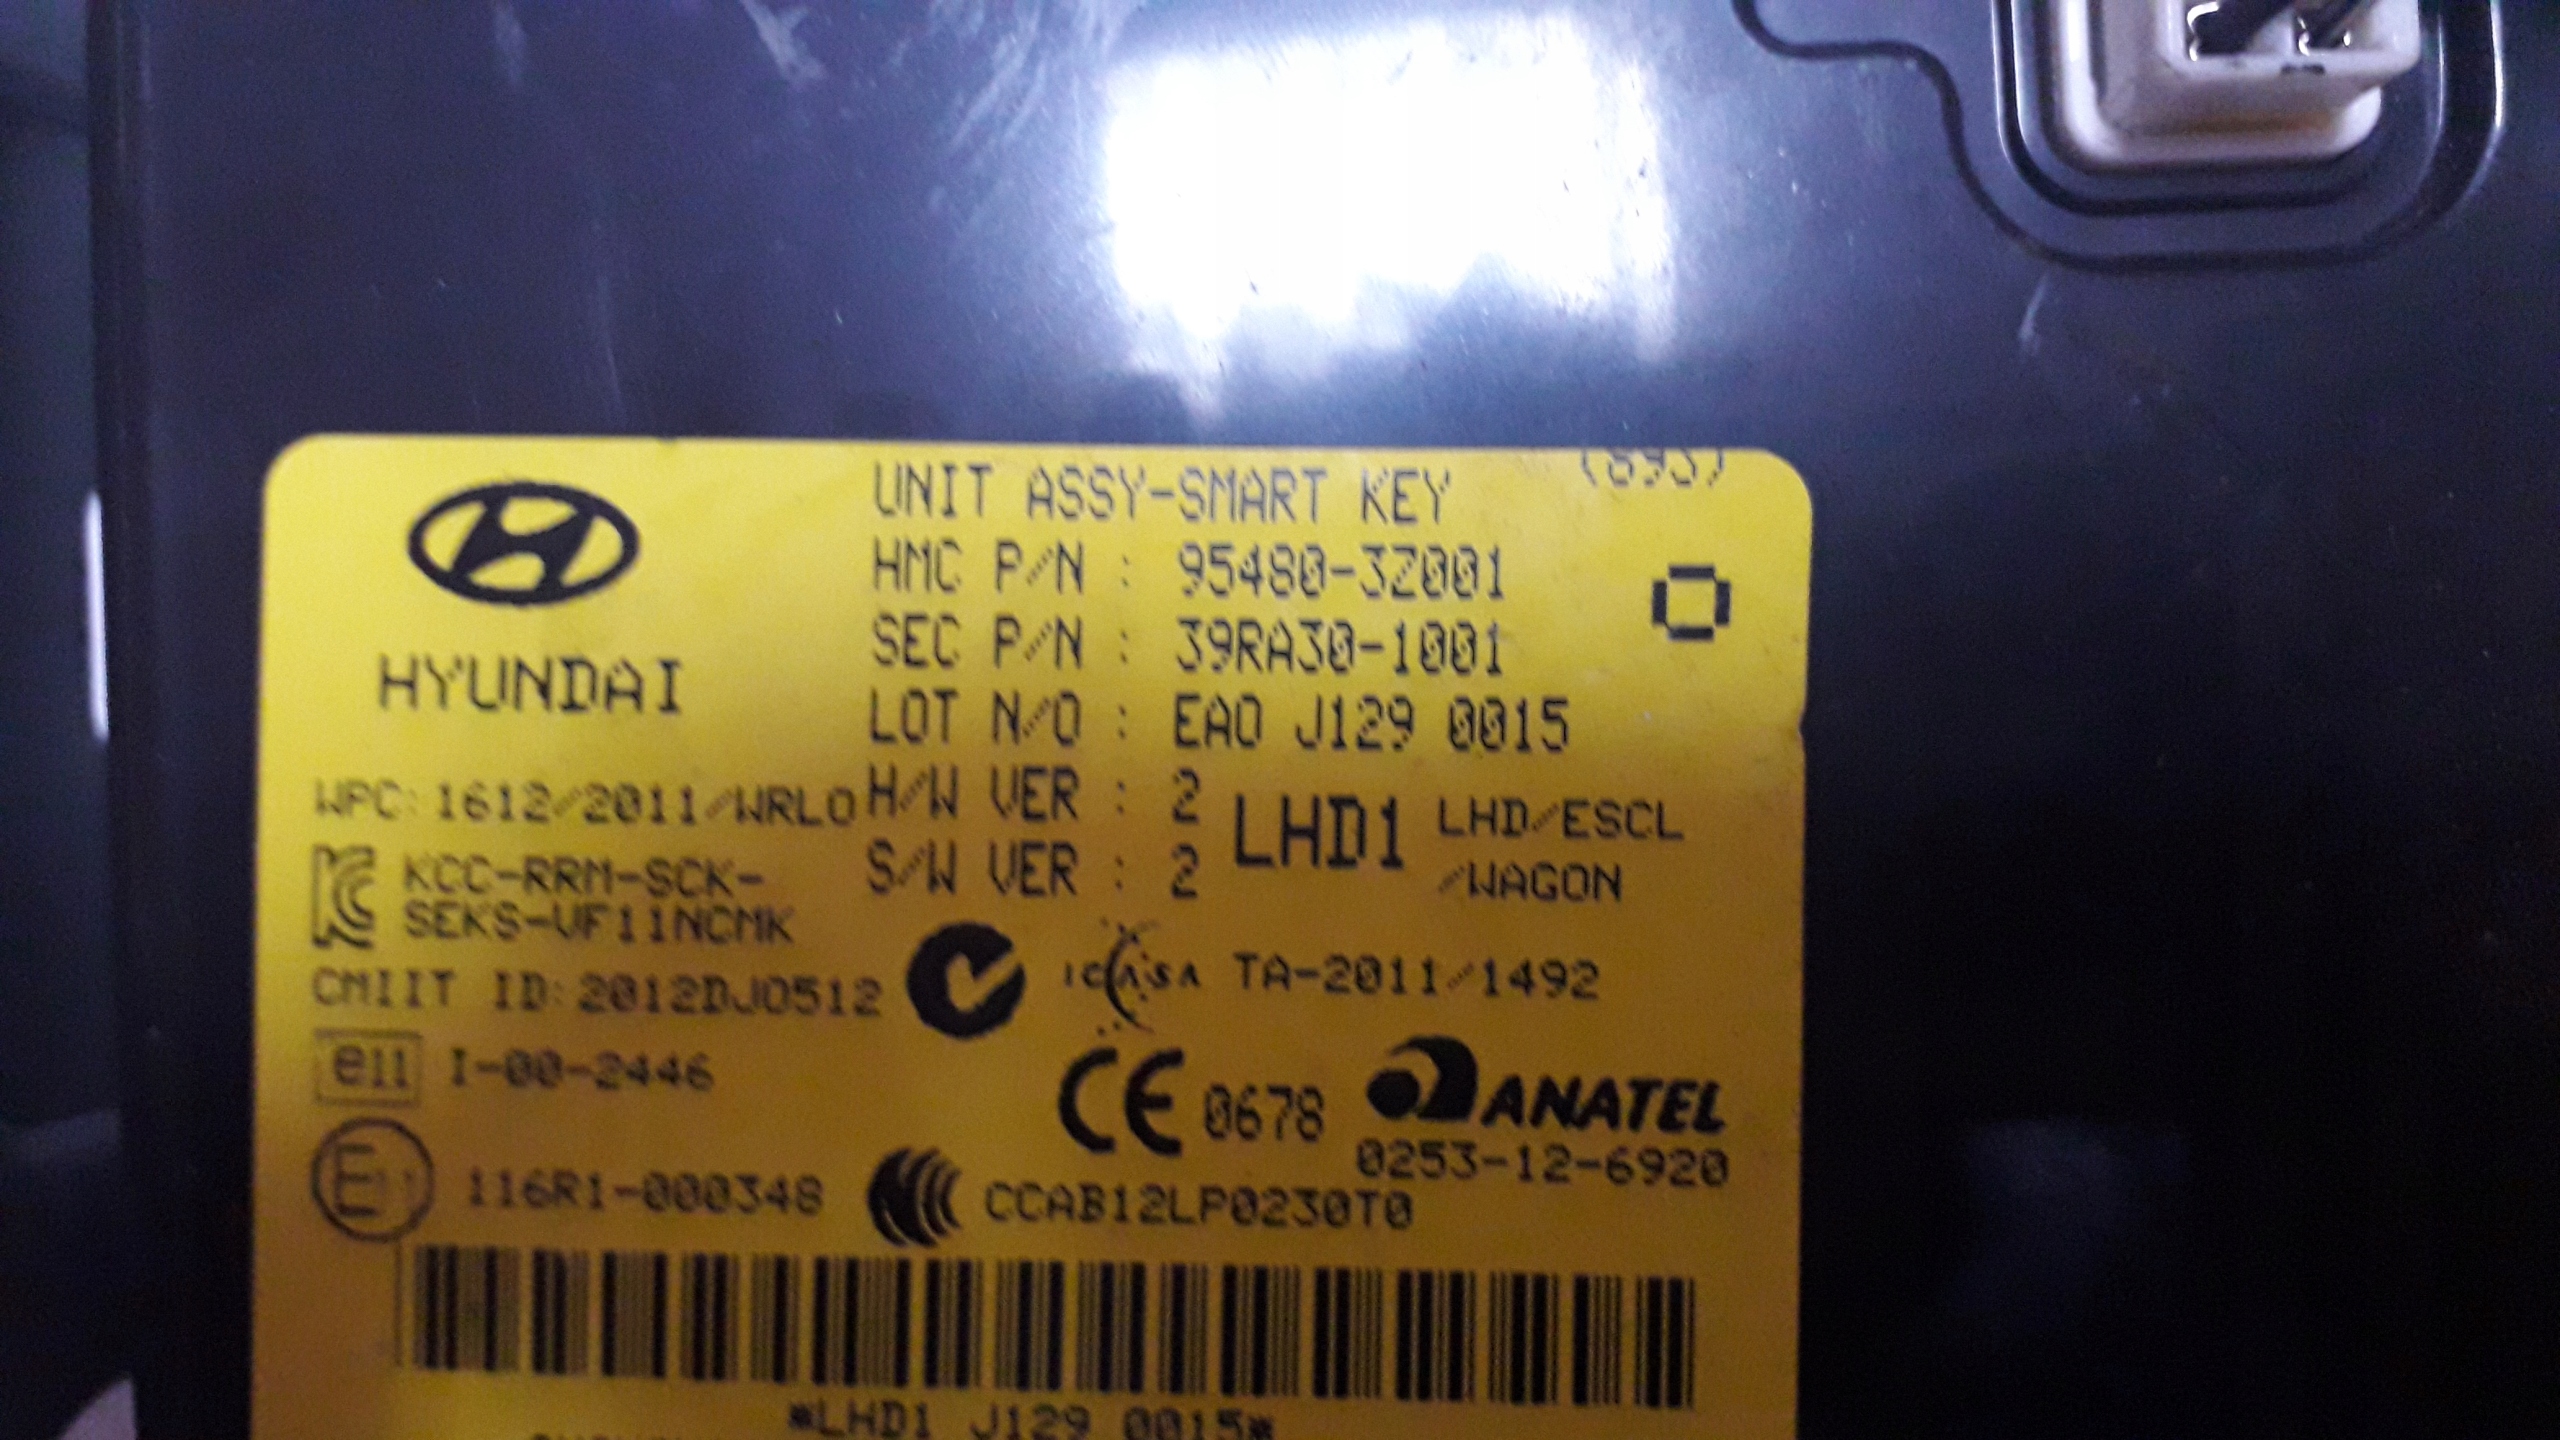 UNIT ASSY-SMART KEY
HMC P/N : 95480-3Z001
SEC P/N : 39RA30-1001
HYUNDAI
LOT N/O : EAO J129 0015
WPC: 1612/2011/WRLO
H/W VER : 2
LHD1
LHD/ESCL
/WAGON
S/W VER : 2
KCC-RRM-SCK-
SEKS-VF11NCMK
CMIIT ID: 2012DJ0512
ICASA TA-2011/1492
e11 I-00-2446
CE 0678
ANATEL
0253-12-6920
E11 116R1-000348
CCAB12LP0230T0
*LHD1 J129 0015*